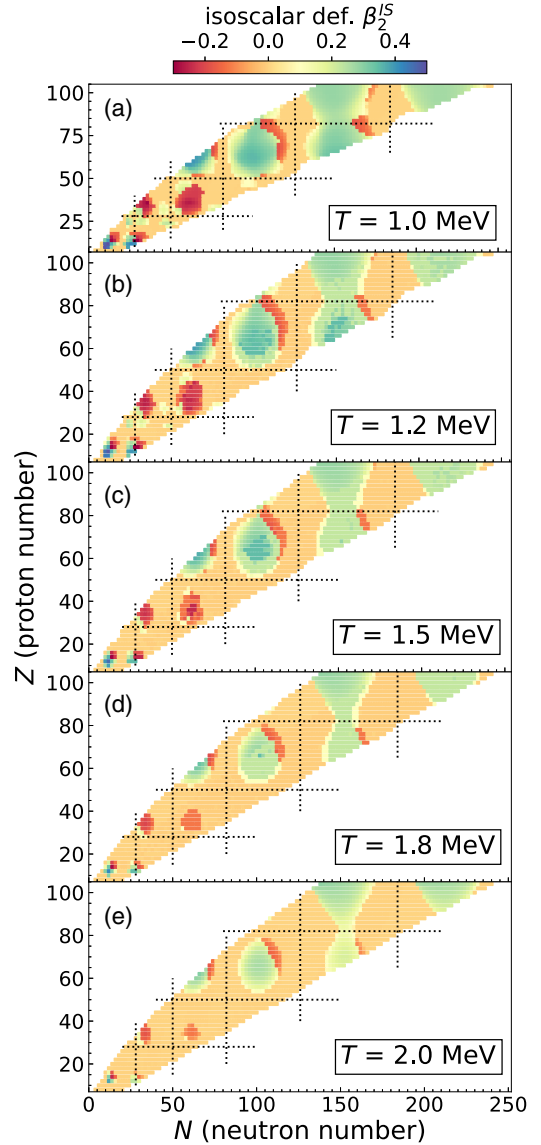 isoscalar def. β₂ᴵˢ
−0.2 0.0 0.2 0.4
(a)
100
75
50
25
T = 1.0 MeV
(b)
100
80
60
40
20
T = 1.2 MeV
(c)
100
80
60
40
20
T = 1.5 MeV
(d)
100
80
60
40
20
T = 1.8 MeV
(e)
100
80
60
40
20
T = 2.0 MeV
Z (proton number)
0 50 100 150 200 250
N (neutron number)